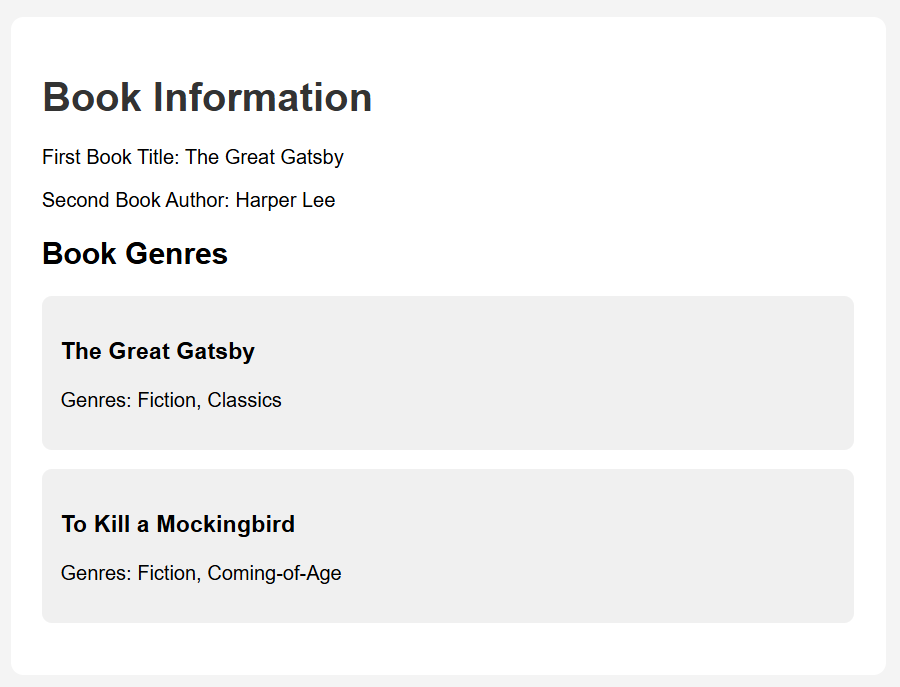 Book Information
First Book Title: The Great Gatsby
Second Book Author: Harper Lee
Book Genres
The Great Gatsby
Genres: Fiction, Classics
To Kill a Mockingbird
Genres: Fiction, Coming-of-Age